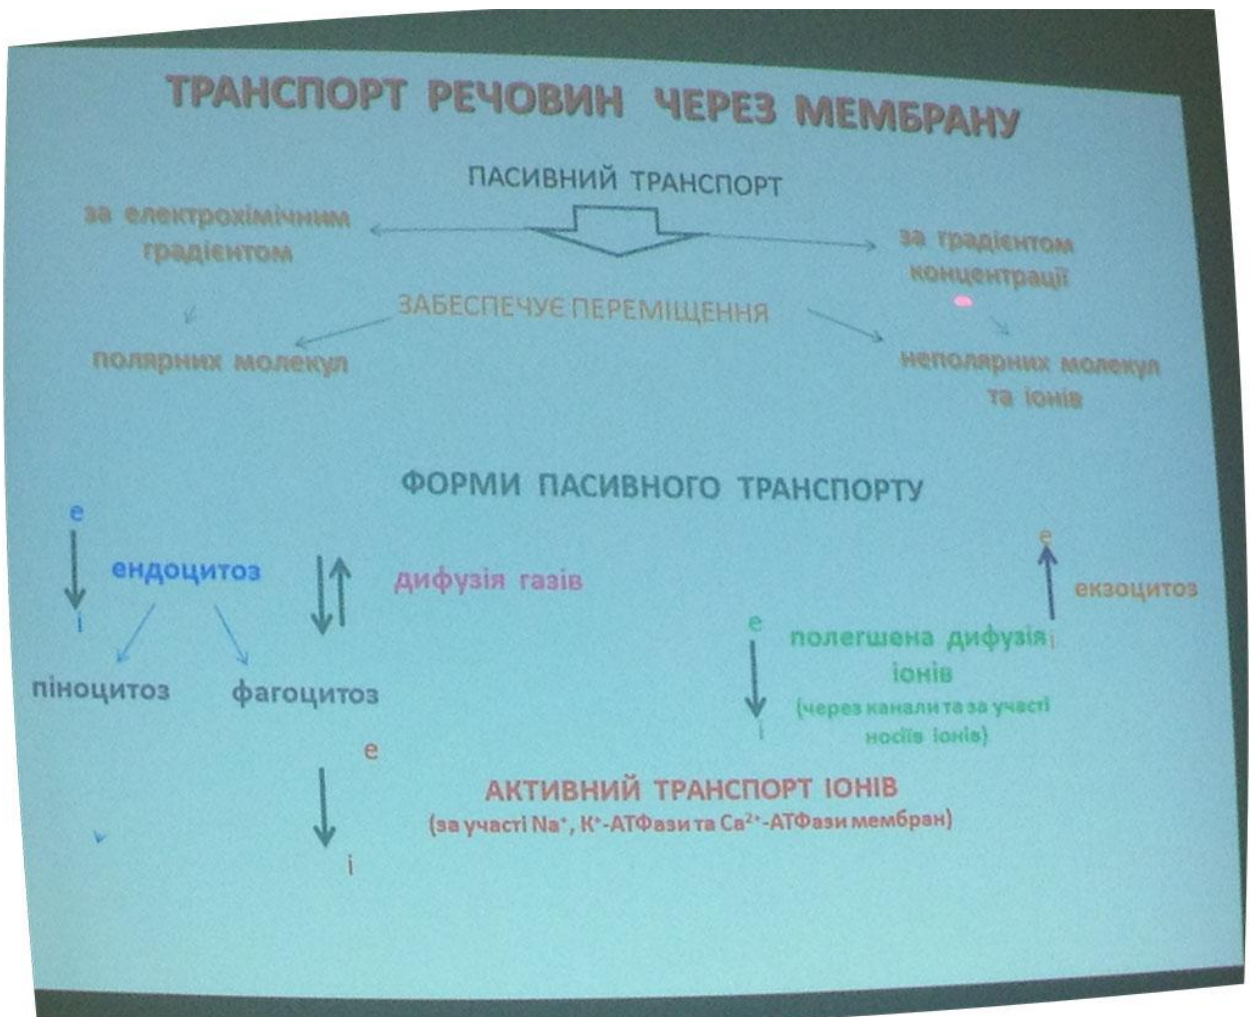 ТРАНСПОРТ РЕЧОВИН ЧЕРЕЗ МЕМБРАНУ
ПАСИВНИЙ ТРАНСПОРТ
за електрохімічним
градієнтом
за градієнтом
концентрації
ЗАБЕСПЕЧУЄ ПЕРЕМІЩЕННЯ
полярних молекул
неполярних молекул
та іонів
ФОРМИ ПАСИВНОГО ТРАНСПОРТУ
е
ендоцитоз
і
піноцитоз
фагоцитоз
дифузія газів
е
екзоцитоз
і
е
полегшена дифузія
іонів
(через канали та за участі
носіїв іонів)
і
е
АКТИВНИЙ ТРАНСПОРТ ІОНІВ
(за участі Na⁺, К⁺-АТФази та Са²⁺-АТФази мембран)
і